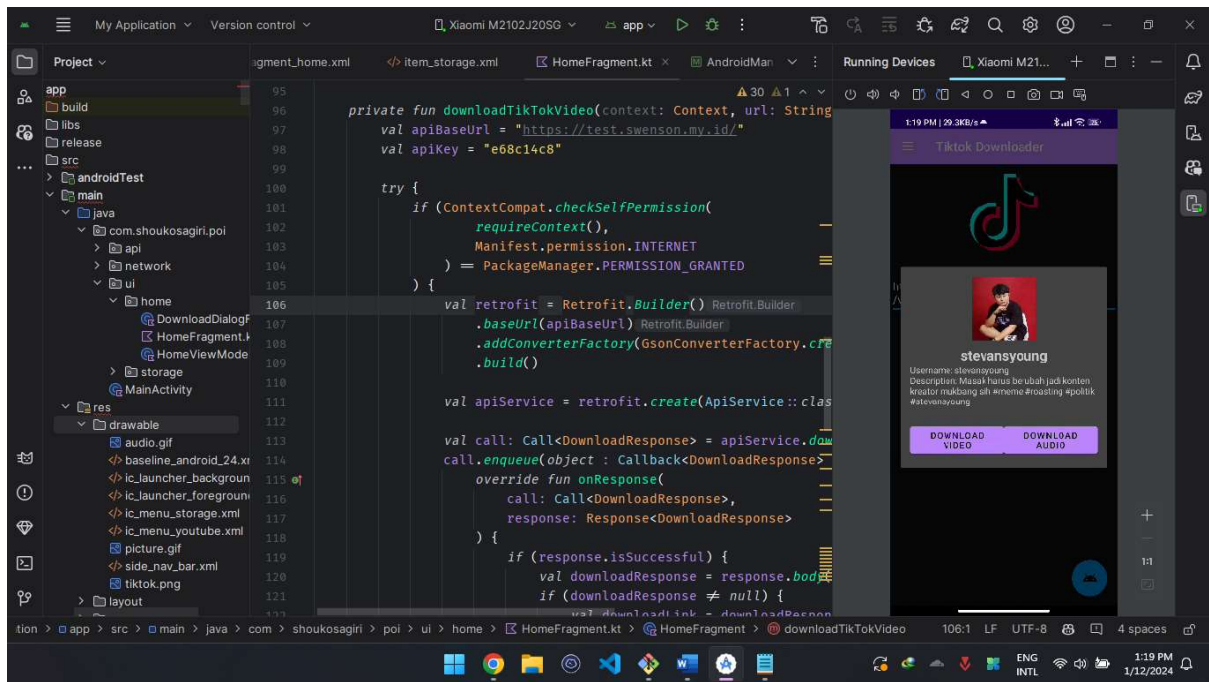 My Application
Version control
Xiaomi M2102J20SG
app
Project
agment_home.xml
item_storage.xml
HomeFragment.kt
AndroidMan
Running Devices
Xiaomi M21...
app
build
libs
release
src
androidTest
main
java
com.shoukosagiri.poi
api
network
ui
home
DownloadDialogF
HomeFragment.k
HomeViewMode
storage
MainActivity
res
drawable
audio.gif
baseline_android_24.xm
ic_launcher_backgroun
ic_launcher_foregroun
ic_menu_storage.xml
ic_menu_youtube.xml
picture.gif
side_nav_bar.xml
tiktok.png
layout
30 1
95
96 private fun downloadTikTokVideo(context: Context, url: String
97 val apiBaseUrl = "https://test.swenson.my.id/"
98 val apiKey = "e68c14c8"
99
100 try {
101 if (ContextCompat.checkSelfPermission(
102 requireContext(),
103 Manifest.permission.INTERNET
104 ) == PackageManager.PERMISSION_GRANTED
105 ) {
106 val retrofit = Retrofit.Builder() Retrofit.Builder
107 .baseUrl(apiBaseUrl) Retrofit.Builder
108 .addConverterFactory(GsonConverterFactory.cre
109 .build()
110
111 val apiService = retrofit.create(ApiService::clas
112
113 val call: Call<DownloadResponse> = apiService.dow
114 call.enqueue(object : Callback<DownloadResponse>
115 override fun onResponse(
116 call: Call<DownloadResponse>,
117 response: Response<DownloadResponse>
118 ) {
119 if (response.isSuccessful) {
120 val downloadResponse = response.body(
121 if (downloadResponse ≠ null) {
122 val downloadLink = downloadRespon
1:19 PM | 29.3KB/s
Tiktok Downloader
stevansyoung
Username: stevansyoung
Description: Masak harus berubah jadi konten
kreator mukbang sih #meme #roasting #politik
#stevansyoung
DOWNLOAD VIDEO
DOWNLOAD AUDIO
1:1
tion > app > src > main > java > com > shoukosagiri > poi > ui > home > HomeFragment.kt > HomeFragment > downloadTikTokVideo
106:1 LF UTF-8 4 spaces
ENG
INTL
1:19 PM
1/12/2024